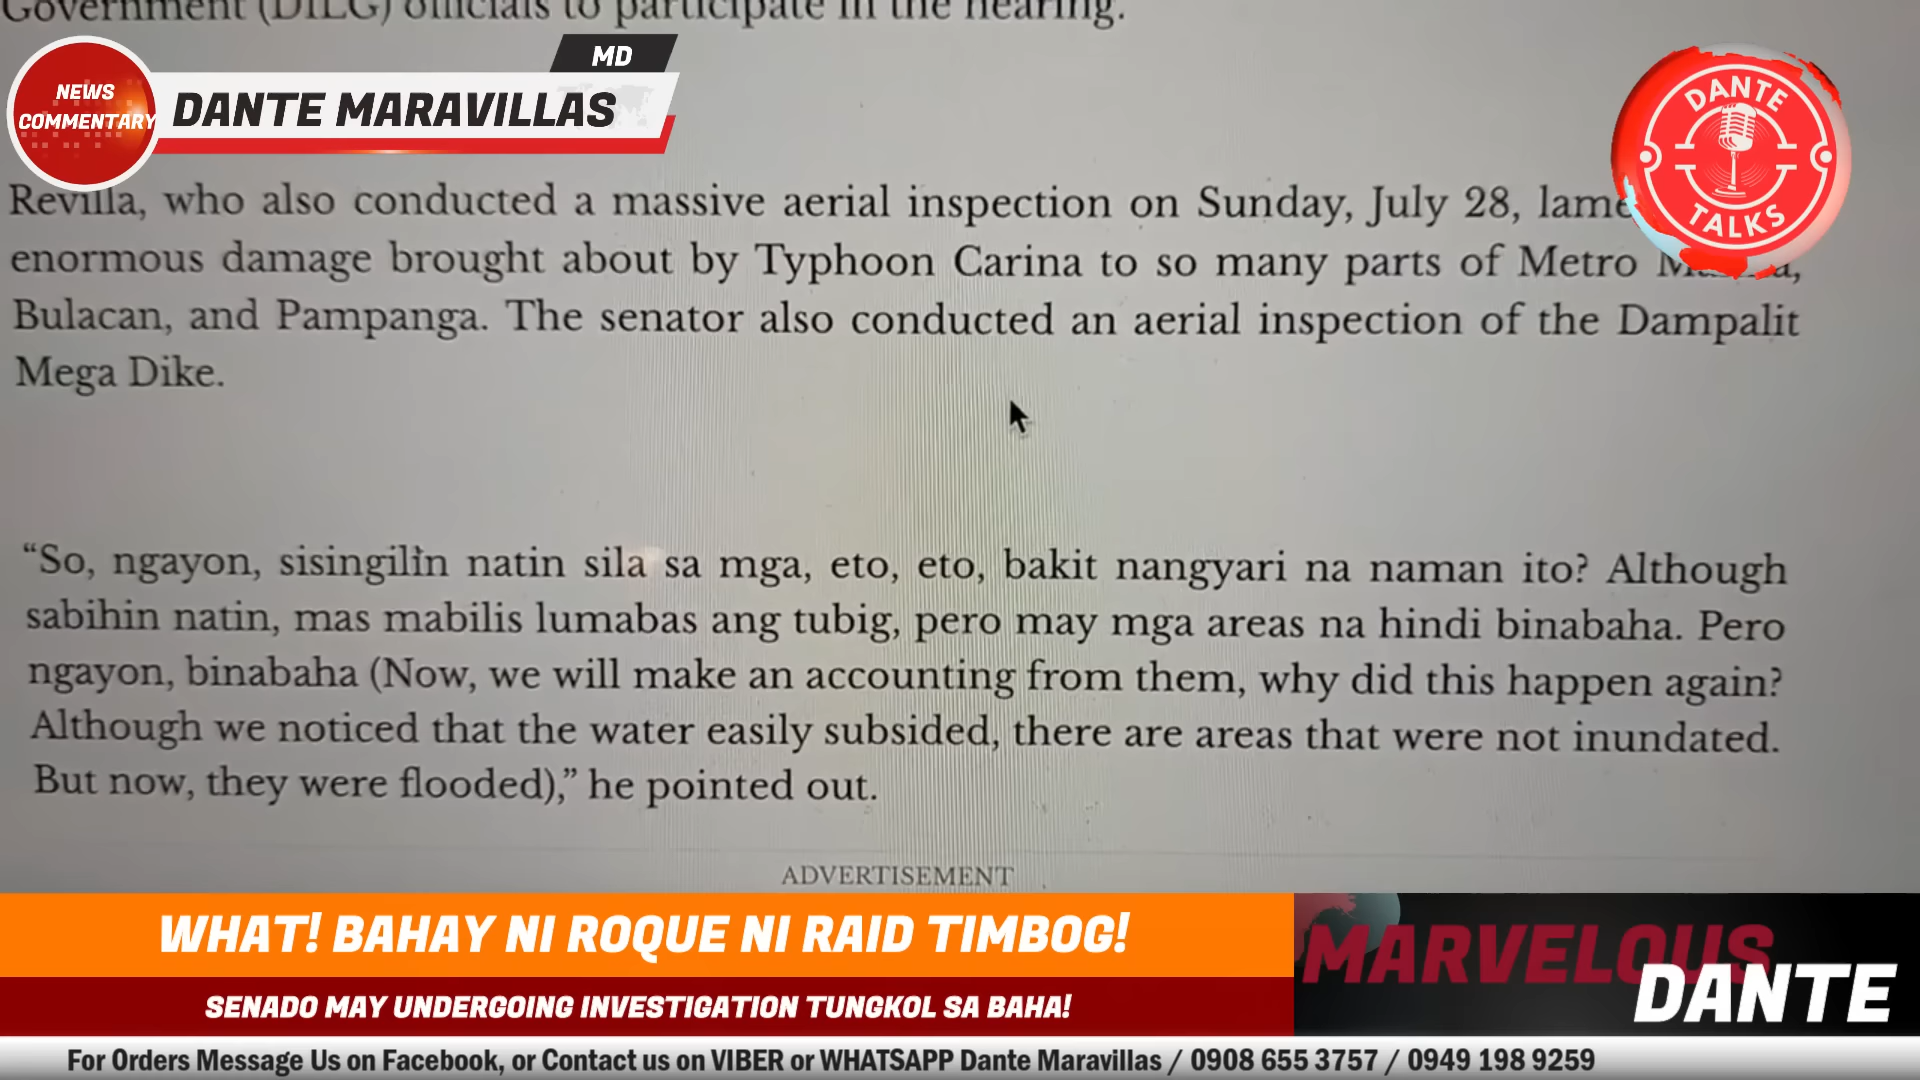 Government (DILG) officials to participate in the hearing.
MD
NEWS
COMMENTARY
DANTE MARAVILLAS
DANTE
TALKS
Revilla, who also conducted a massive aerial inspection on Sunday, July 28,
enormous damage brought about by Typhoon Carina to so many parts of Metro
Bulacan, and Pampanga. The senator also conducted an aerial inspection of the Dampalit
Mega Dike.
“So, ngayon, sisingilin natin sila sa mga, eto, eto, bakit nangyari na naman ito? Although
sabihin natin, mas mabilis lumabas ang tubig, pero may mga areas na hindi binabaha. Pero
ngayon, binabaha (Now, we will make an accounting from them, why did this happen again?
Although we noticed that the water easily subsided, there are areas that were not inundated.
But now, they were flooded),” he pointed out.
ADVERTISEMENT
WHAT! BAHAY NI ROQUE NI RAID TIMBOG!
SENADO MAY UNDERGOING INVESTIGATION TUNGKOL SA BAHA!
MARVELOUS
DANTE
For Orders Message Us on Facebook, or Contact us on VIBER or WHATSAPP Dante Maravillas / 0908 655 3757 / 0949 198 9259